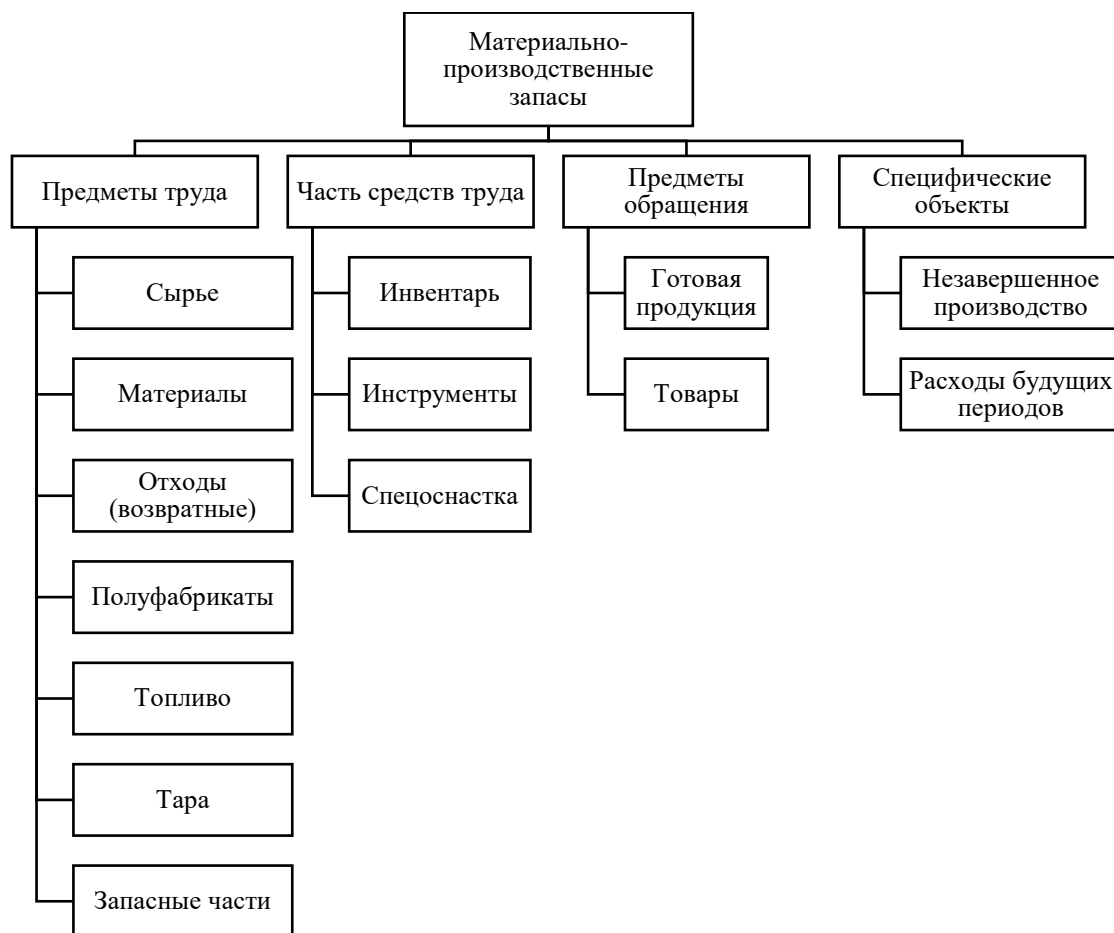 Материально-
производственные
запасы
Предметы труда
Часть средств труда
Предметы
обращения
Специфические
объекты
Сырье
Материалы
Отходы
(возвратные)
Полуфабрикаты
Топливо
Тара
Запасные части
Инвентарь
Инструменты
Спецоснастка
Готовая
продукция
Товары
Незавершенное
производство
Расходы будущих
периодов